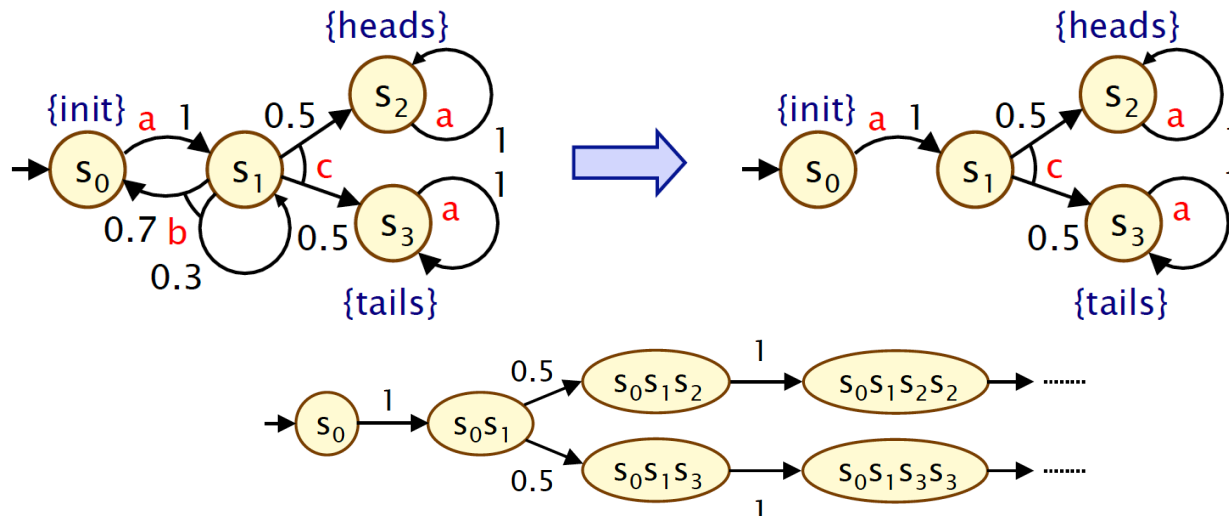 {heads} {heads}
{init} a 1 0.5 s₂ a 1 {init} a 1 0.5 s₂ a
s₀ s₁ c 1 s₀ s₁ c
0.7 b 0.5 s₃ a 0.5 s₃ a
0.3
{tails} {tails}
0.5 s₀s₁s₂ 1 s₀s₁s₂s₂ ........
s₀ 1 s₀s₁
0.5 s₀s₁s₃ 1 s₀s₁s₃s₃ ........